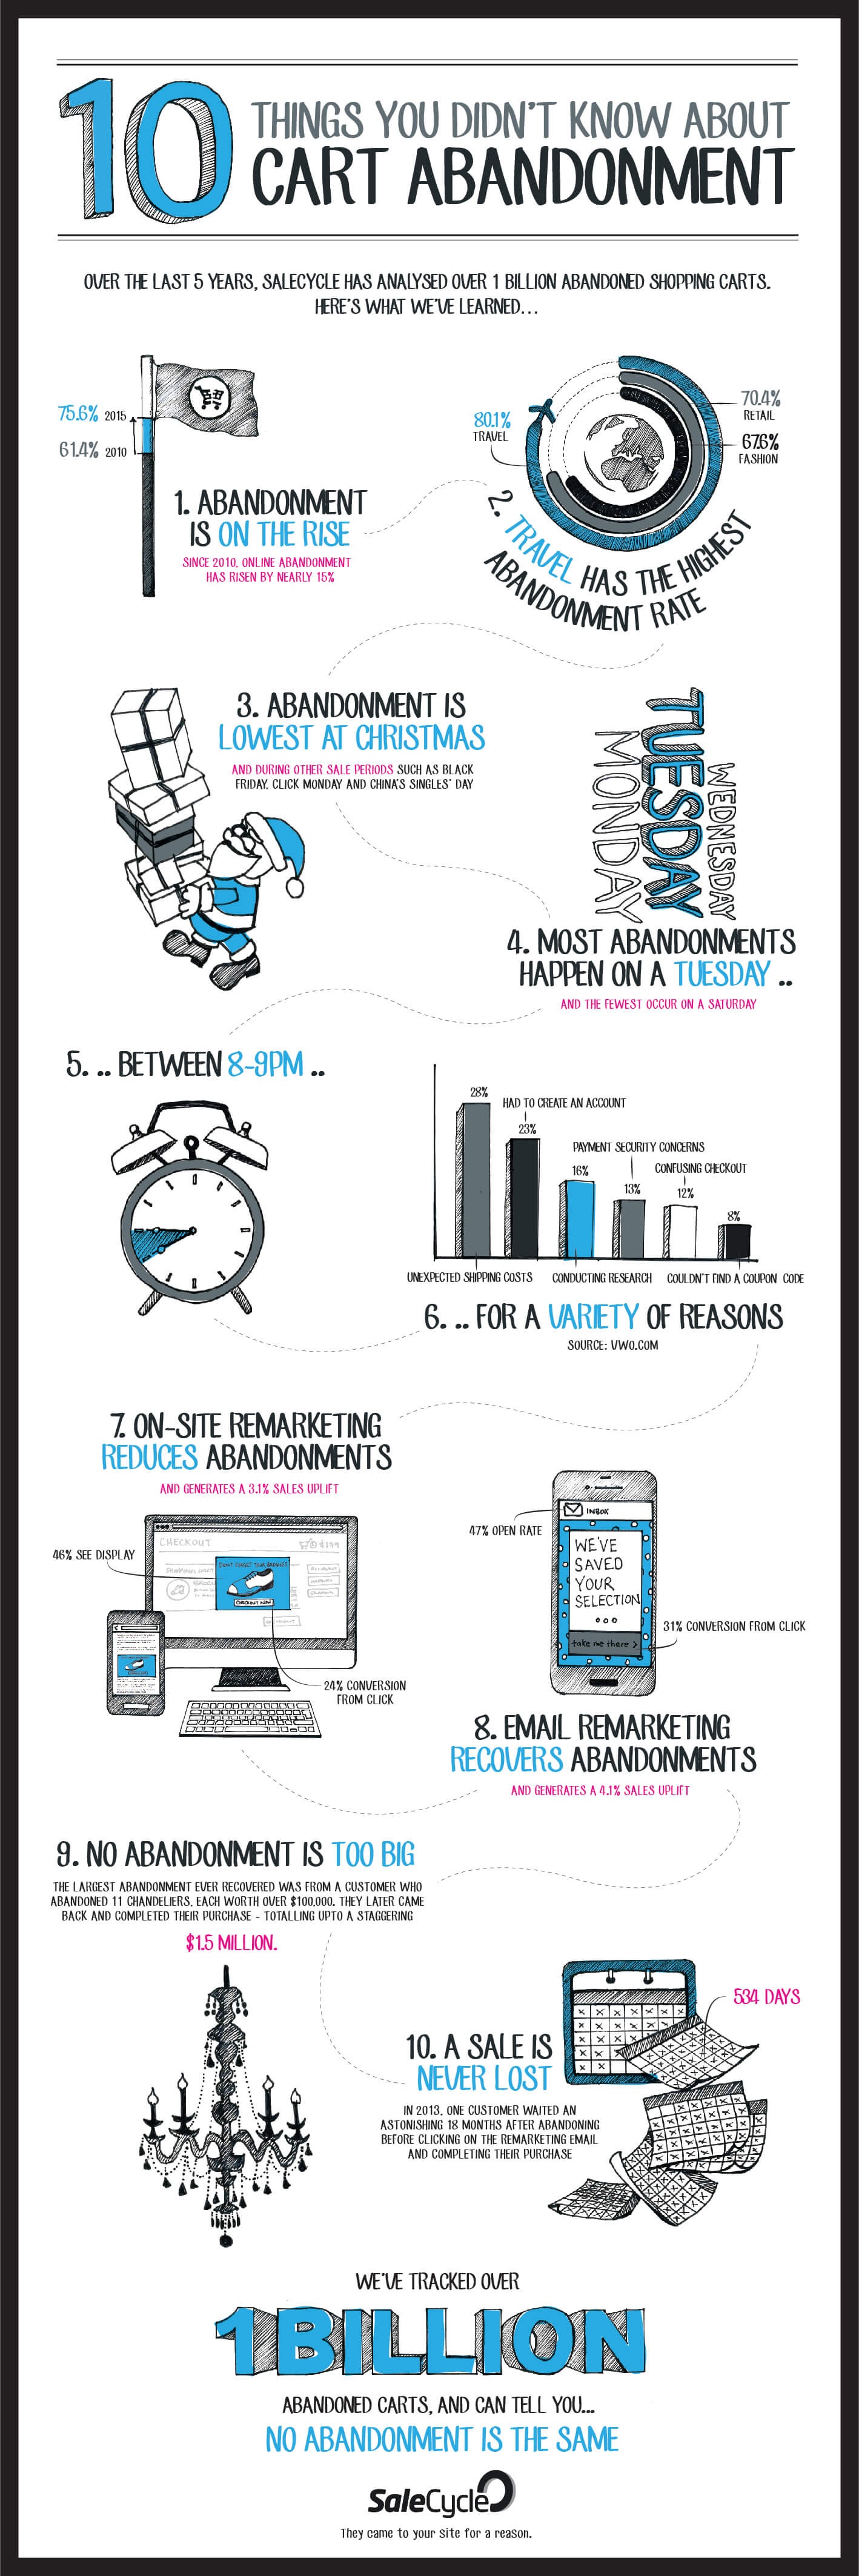 10 THINGS YOU DIDN'T KNOW ABOUT
CART ABANDONMENT
OVER THE LAST 5 YEARS, SALECYCLE HAS ANALYSED OVER 1 BILLION ABANDONED SHOPPING CARTS.
HERE'S WHAT WE'VE LEARNED...
75.6% 2015
61.4% 2010
1. ABANDONMENT
IS ON THE RISE
SINCE 2010, ONLINE ABANDONMENT
HAS RISEN BY NEARLY 15%
80.1%
TRAVEL
70.4%
RETAIL
67.6%
FASHION
2. TRAVEL HAS THE HIGHEST
ABANDONMENT RATE
3. ABANDONMENT IS
LOWEST AT CHRISTMAS
AND DURING OTHER SALE PERIODS SUCH AS BLACK
FRIDAY, CLICK MONDAY AND CHINA'S SINGLES' DAY
MONDAY
TUESDAY
WEDNESDAY
4. MOST ABANDONMENTS
HAPPEN ON A TUESDAY ..
AND THE FEWEST OCCUR ON A SATURDAY
5. .. BETWEEN 8-9PM ..
28%
HAD TO CREATE AN ACCOUNT
23%
PAYMENT SECURITY CONCERNS
16%
CONFUSING CHECKOUT
13%
12%
8%
UNEXPECTED SHIPPING COSTS
CONDUCTING RESEARCH
COULDN'T FIND A COUPON CODE
6. .. FOR A VARIETY OF REASONS
SOURCE: VWO.COM
7. ON-SITE REMARKETING
REDUCES ABANDONMENTS
AND GENERATES A 3.1% SALES UPLIFT
46% SEE DISPLAY
CHECKOUT
$199
SHOPPING CART
DON'T FORGET YOUR BASKET
CHECKOUT NOW
24% CONVERSION
FROM CLICK
47% OPEN RATE
INBOX
WE'VE
SAVED
YOUR
SELECTION
take me there >
31% CONVERSION FROM CLICK
8. EMAIL REMARKETING
RECOVERS ABANDONMENTS
AND GENERATES A 4.1% SALES UPLIFT
9. NO ABANDONMENT IS TOO BIG
THE LARGEST ABANDONMENT EVER RECOVERED WAS FROM A CUSTOMER WHO
ABANDONED 11 CHANDELIERS, EACH WORTH OVER $100,000. THEY LATER CAME
BACK AND COMPLETED THEIR PURCHASE - TOTALLING UPTO A STAGGERING
$1.5 MILLION.
534 DAYS
10. A SALE IS
NEVER LOST
IN 2013, ONE CUSTOMER WAITED AN
ASTONISHING 18 MONTHS AFTER ABANDONING
BEFORE CLICKING ON THE REMARKETING EMAIL
AND COMPLETING THEIR PURCHASE
WE'VE TRACKED OVER
1 BILLION
ABANDONED CARTS, AND CAN TELL YOU...
NO ABANDONMENT IS THE SAME
SaleCycle
They came to your site for a reason.